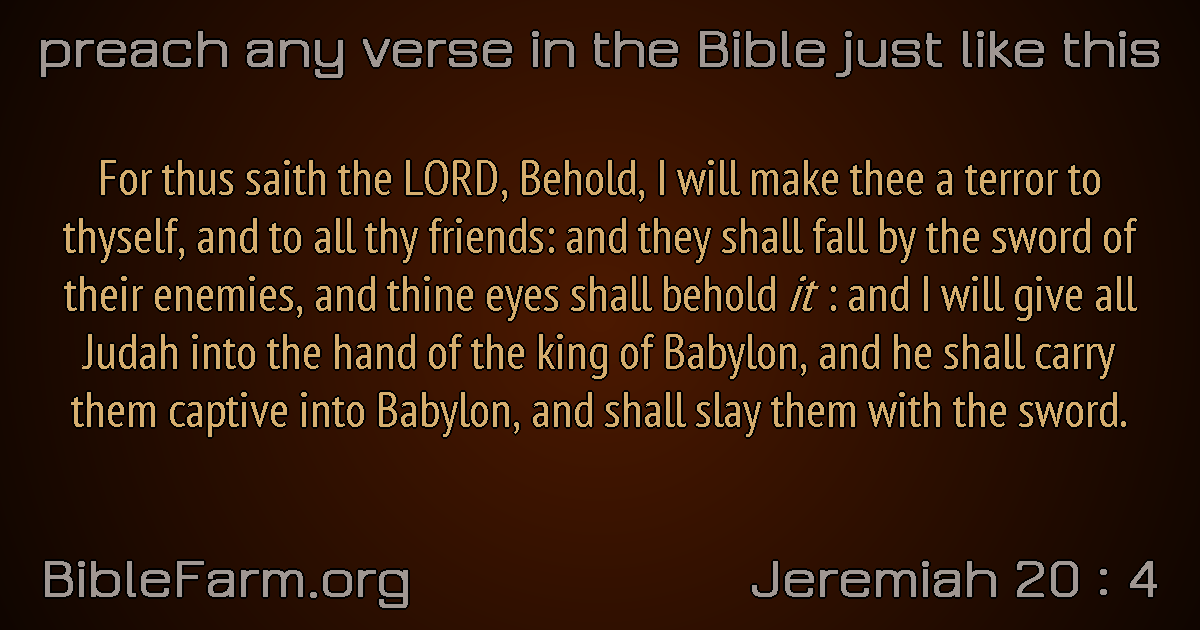 preach any verse in the Bible just like this
For thus saith the LORD, Behold, I will make thee a terror to
thyself, and to all thy friends: and they shall fall by the sword of
their enemies, and thine eyes shall behold it : and I will give all
Judah into the hand of the king of Babylon, and he shall carry
them captive into Babylon, and shall slay them with the sword.
BibleFarm.org
Jeremiah 20 : 4